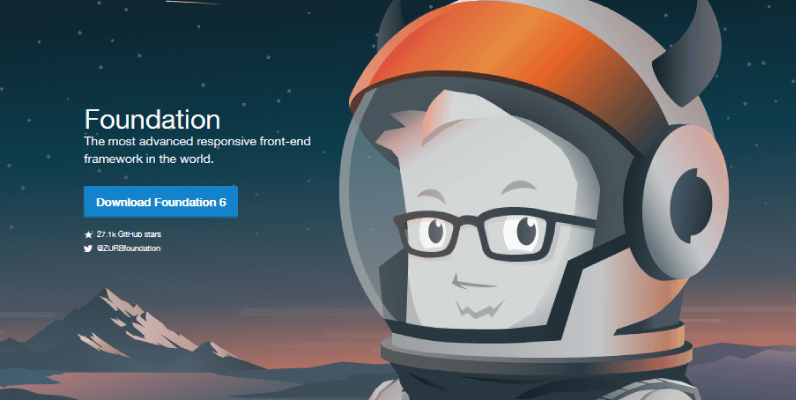 Foundation
The most advanced responsive front-end
framework in the world.
Download Foundation 6
27.1k GitHub stars
@ZURBfoundation